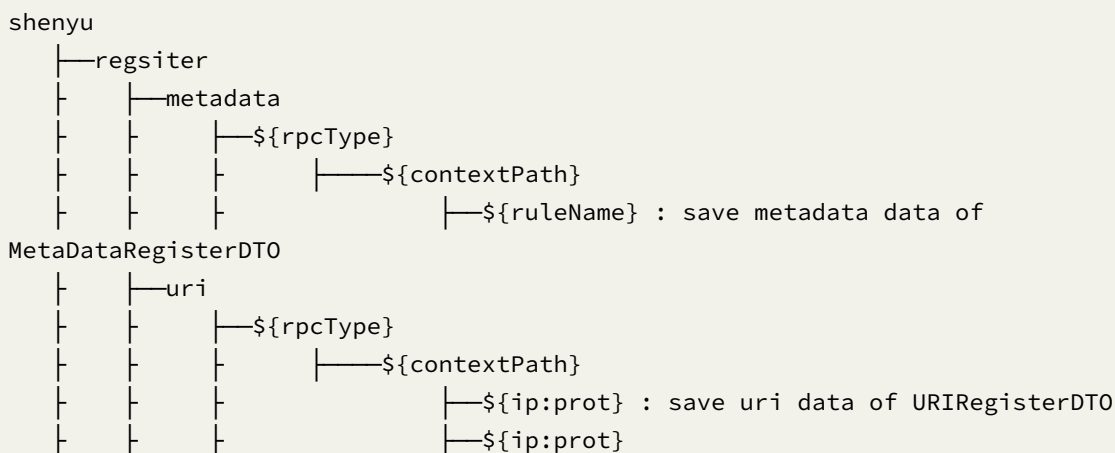 shenyu
   ├──regsiter
   ├    ├──metadata
   ├    ├     ├──${rpcType}
   ├    ├     ├      ├────${contextPath}
   ├    ├     ├               ├──${ruleName} : save metadata data of
MetaDataRegisterDTO
   ├    ├──uri
   ├    ├     ├──${rpcType}
   ├    ├     ├      ├────${contextPath}
   ├    ├     ├               ├──${ip:prot} : save uri data of URIRegisterDTO
   ├    ├     ├               ├──${ip:prot}